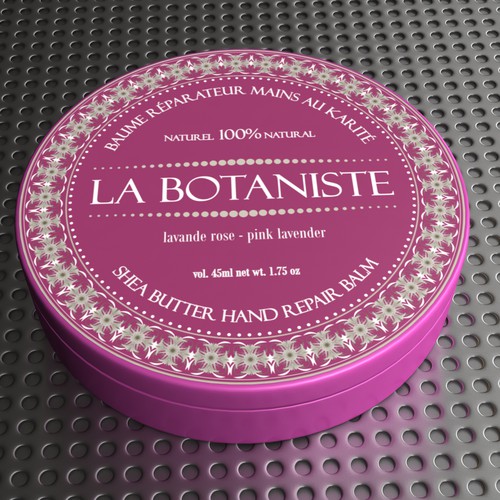 BAUME RÉPARATEUR MAINS AU KARITÉ
NATUREL 100% NATURAL
LA BOTANISTE
lavande rose - pink lavender
vol. 45ml net wt. 1.75 oz
SHEA BUTTER HAND REPAIR BALM